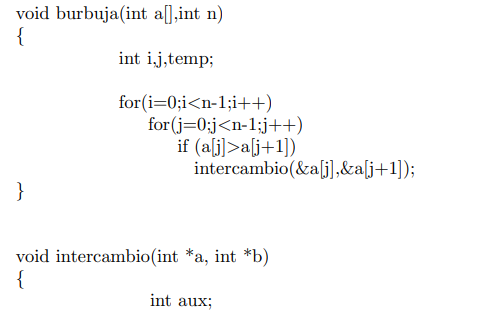 void burbuja(int a[],int n)
{
int i,j,temp;
for(i=0;i<n-1;i++)
for(j=0;j<n-1;j++)
if (a[j]>a[j+1])
intercambio(&a[j],&a[j+1]);
}
void intercambio(int *a, int *b)
{
int aux;